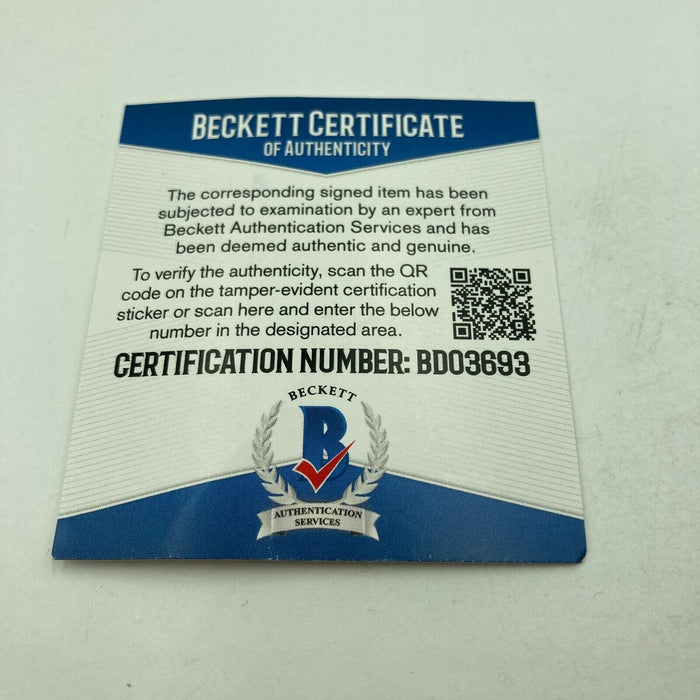 BECKETT CERTIFICATE
OF AUTHENTICITY
The corresponding signed item has been
subjected to examination by an expert from
Beckett Authentication Services and has
been deemed authentic and genuine.
To verify the authenticity, scan the QR
code on the tamper-evident certification
sticker or scan here and enter the below
number in the designated area.
CERTIFICATION NUMBER: BD03693
BECKETT
B
AUTHENTICATION
SERVICES